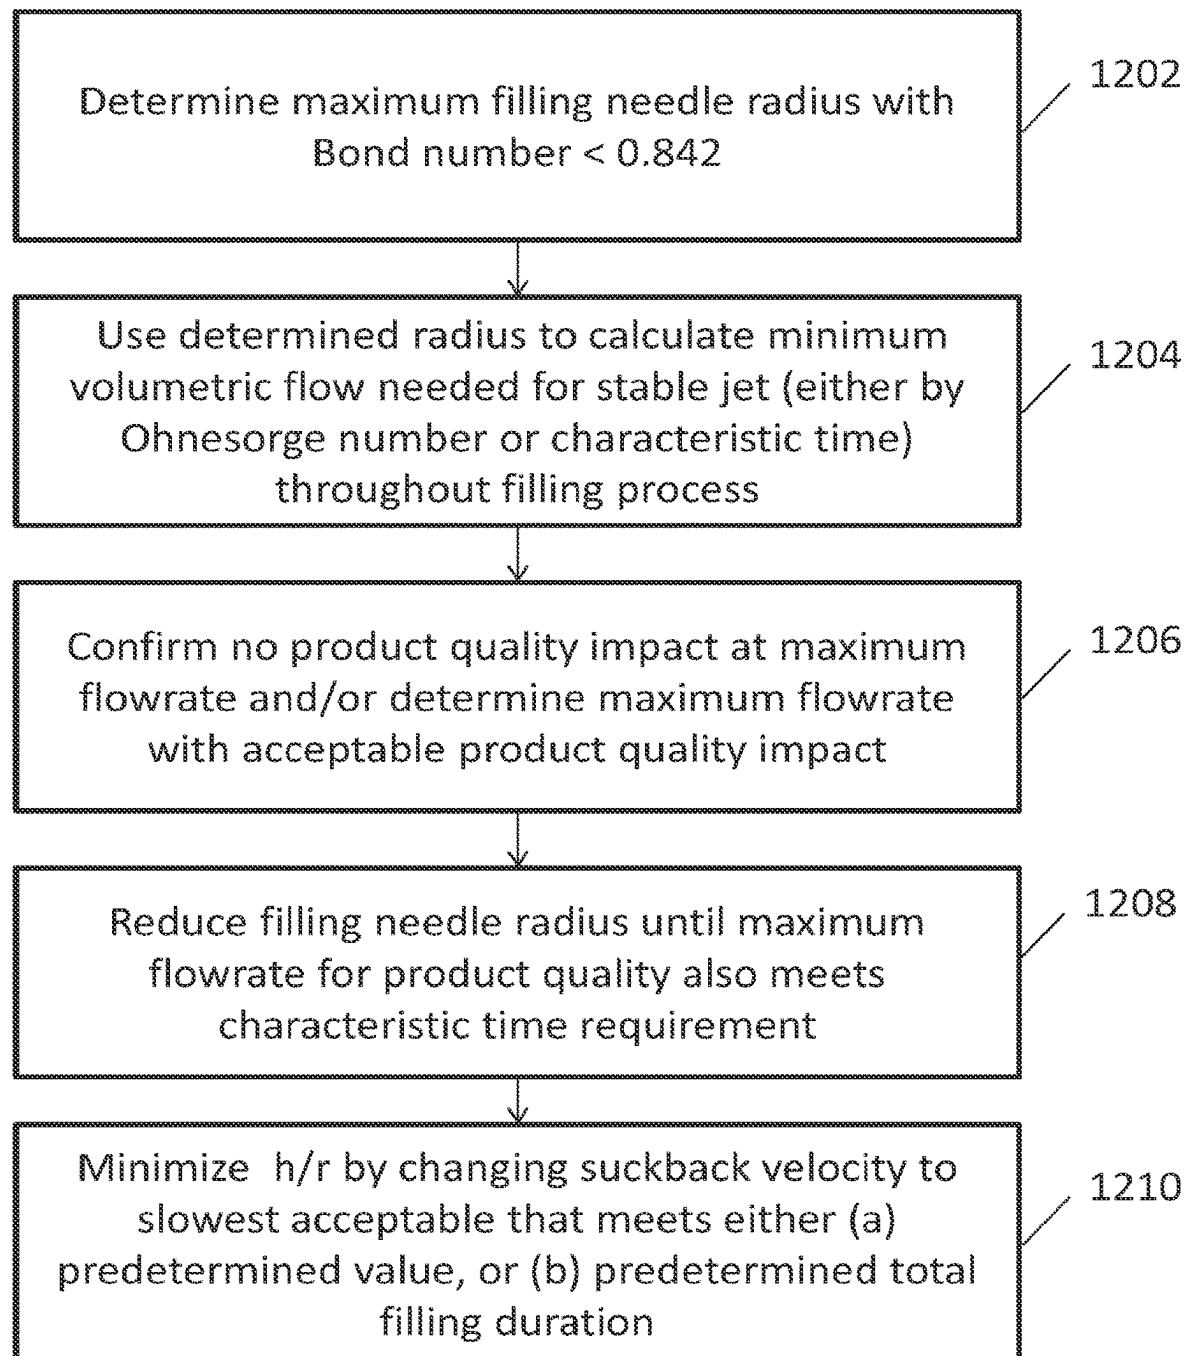 Determine maximum filling needle radius with
Bond number < 0.842
1202
Use determined radius to calculate minimum
volumetric flow needed for stable jet (either by
Ohnesorge number or characteristic time)
throughout filling process
1204
Confirm no product quality impact at maximum
flowrate and/or determine maximum flowrate
with acceptable product quality impact
1206
Reduce filling needle radius until maximum
flowrate for product quality also meets
characteristic time requirement
1208
Minimize h/r by changing suckback velocity to
slowest acceptable that meets either (a)
predetermined value, or (b) predetermined total
filling duration
1210